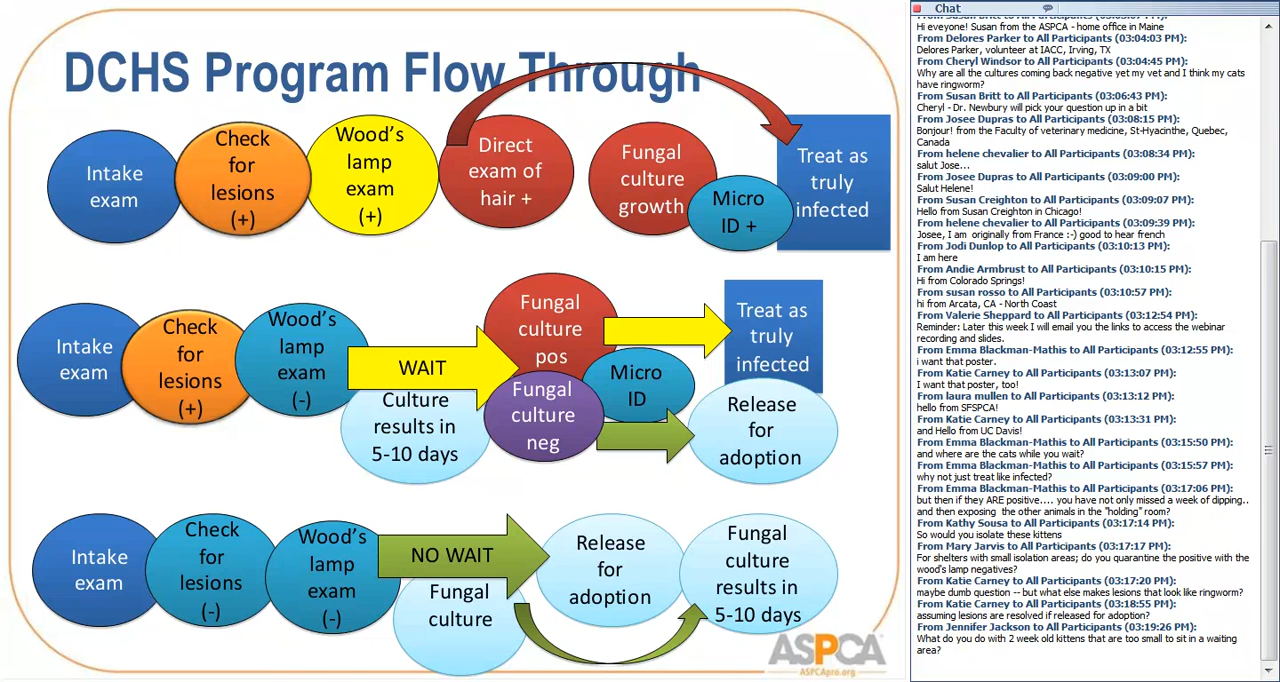 DCHS Program Flow Through
Intake
exam
Check
for
lesions
(+)
Wood's
lamp
exam
(+)
Direct
exam of
hair +
Fungal
culture
growth
Micro
ID +
Treat as
truly
infected
Intake
exam
Check
for
lesions
(+)
Wood's
lamp
exam
(-)
WAIT
Culture
results in
5-10 days
Fungal
culture
pos
Fungal
culture
neg
Micro
ID
Treat as
truly
infected
Release
for
adoption
Intake
exam
Check
for
lesions
(-)
Wood's
lamp
exam
(-)
NO WAIT
Fungal
culture
Release
for
adoption
Fungal
culture
results in
5-10 days
ASPCA
ASPCApro.org
Chat
From Susan Britt to All Participants (03:03:07 PM):
Hi eveyone! Susan from the ASPCA - home office in Maine
From Delores Parker to All Participants (03:04:03 PM):
Delores Parker, volunteer at IACC, Irving, TX
From Cheryl Windsor to All Participants (03:04:45 PM):
Why are all the cultures coming back negative yet my vet and I think my cats
have ringworm?
From Susan Britt to All Participants (03:06:43 PM):
Cheryl - Dr. Newbury will pick your question up in a bit
From Josee Dupras to All Participants (03:08:15 PM):
Bonjour! from the Faculty of veterinary medicine, St-Hyacinthe, Quebec,
Canada
From helene chevalier to All Participants (03:08:34 PM):
salut Jose...
From Josee Dupras to All Participants (03:09:00 PM):
Salut Helene!
From Susan Creighton to All Participants (03:09:07 PM):
Hello from Susan Creighton in Chicago!
From helene chevalier to All Participants (03:09:39 PM):
Josee, I am originally from France :-) good to hear french
From Jodi Dunlop to All Participants (03:10:13 PM):
I am here
From Andie Armbrust to All Participants (03:10:15 PM):
Hi from Colorado Springs!
From susan rosso to All Participants (03:10:57 PM):
hi from Arcata, CA - North Coast
From Valerie Sheppard to All Participants (03:12:54 PM):
Reminder: Later this week I will email you the links to access the webinar
recording and slides.
From Emma Blackman-Mathis to All Participants (03:12:55 PM):
i want that poster.
From Katie Carney to All Participants (03:13:07 PM):
I want that poster, too!
From laura mullen to All Participants (03:13:12 PM):
hello from SFSPCA!
From Katie Carney to All Participants (03:13:31 PM):
and Hello from UC Davis!
From Emma Blackman-Mathis to All Participants (03:15:50 PM):
and where are the cats while you wait?
From Emma Blackman-Mathis to All Participants (03:15:57 PM):
why not just treat like infected?
From Emma Blackman-Mathis to All Participants (03:17:06 PM):
but then if they ARE positive.... you have not only missed a week of dipping..
and then exposing the other animals in the "holding" room?
From Kathy Sousa to All Participants (03:17:14 PM):
So would you isolate these kittens
From Mary Jarvis to All Participants (03:17:17 PM):
For shelters with small isolation areas; do you quarantine the positive with the
wood's lamp negatives?
From Katie Carney to All Participants (03:17:20 PM):
maybe dumb question -- but what else makes lesions that look like ringworm?
From Katie Carney to All Participants (03:18:55 PM):
assuming lesions are resolved if released for adoption?
From Jennifer Jackson to All Participants (03:19:26 PM):
What do you do with 2 week old kittens that are too small to sit in a waiting
area?